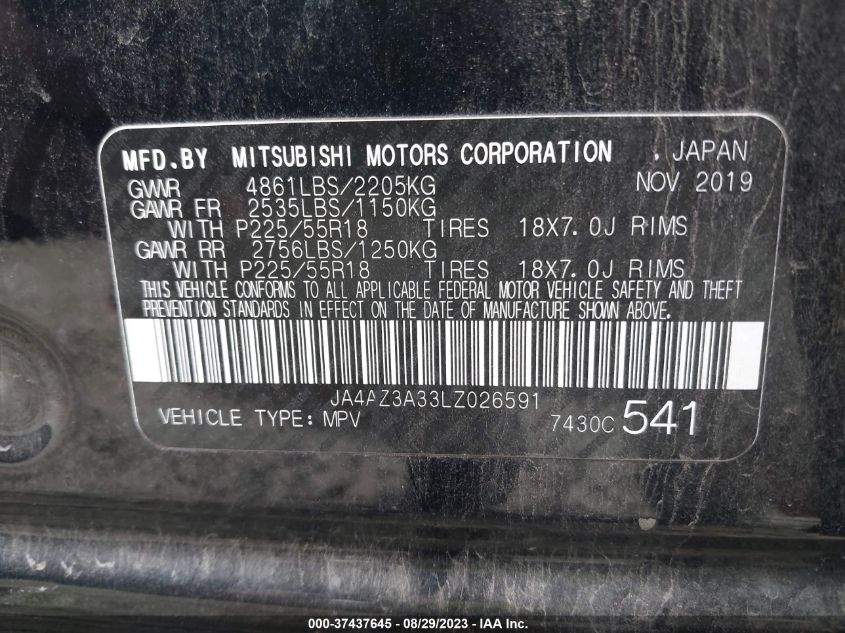 MFD.BY MITSUBISHI MOTORS CORPORATION . JAPAN
GVWR 4861LBS/2205KG NOV 2019
GAWR FR 2535LBS/1150KG
WITH P225/55R18 TIRES 18X7.0J RIMS
GAWR RR 2756LBS/1250KG
WITH P225/55R18 TIRES 18X7.0J RIMS
THIS VEHICLE CONFORMS TO ALL APPLICABLE FEDERAL MOTOR VEHICLE SAFETY AND THEFT
PREVENTION STANDARDS IN EFFECT ON THE DATE OF MANUFACTURE SHOWN ABOVE.
JA4AZ3A33LZ026591
VEHICLE TYPE: MPV 7430C 541
000-37437645 - 08/29/2023 - IAA Inc.